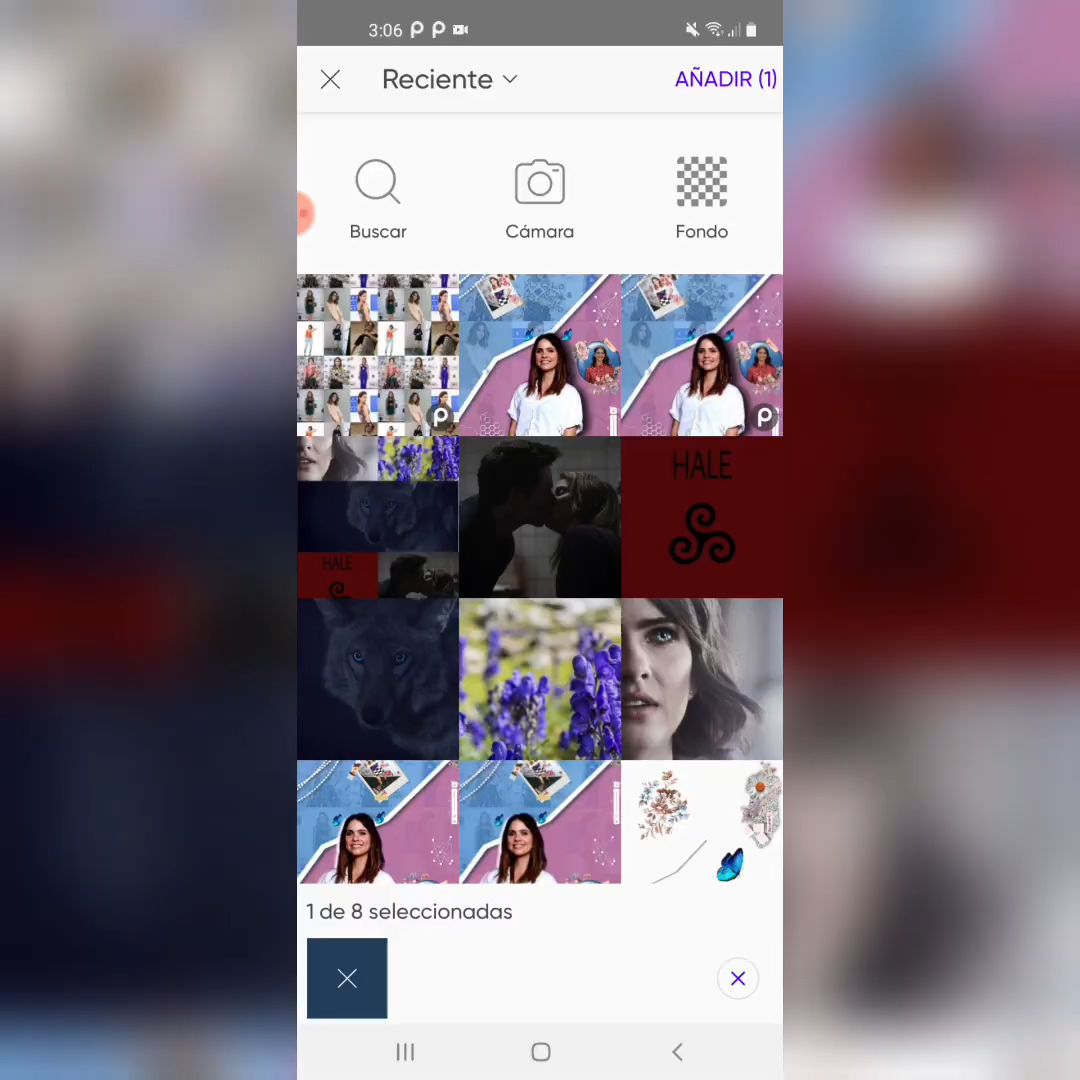 3:06
Reciente
AÑADIR (1)
Buscar
Cámara
Fondo
HALE
HALE
1 de 8 seleccionadas